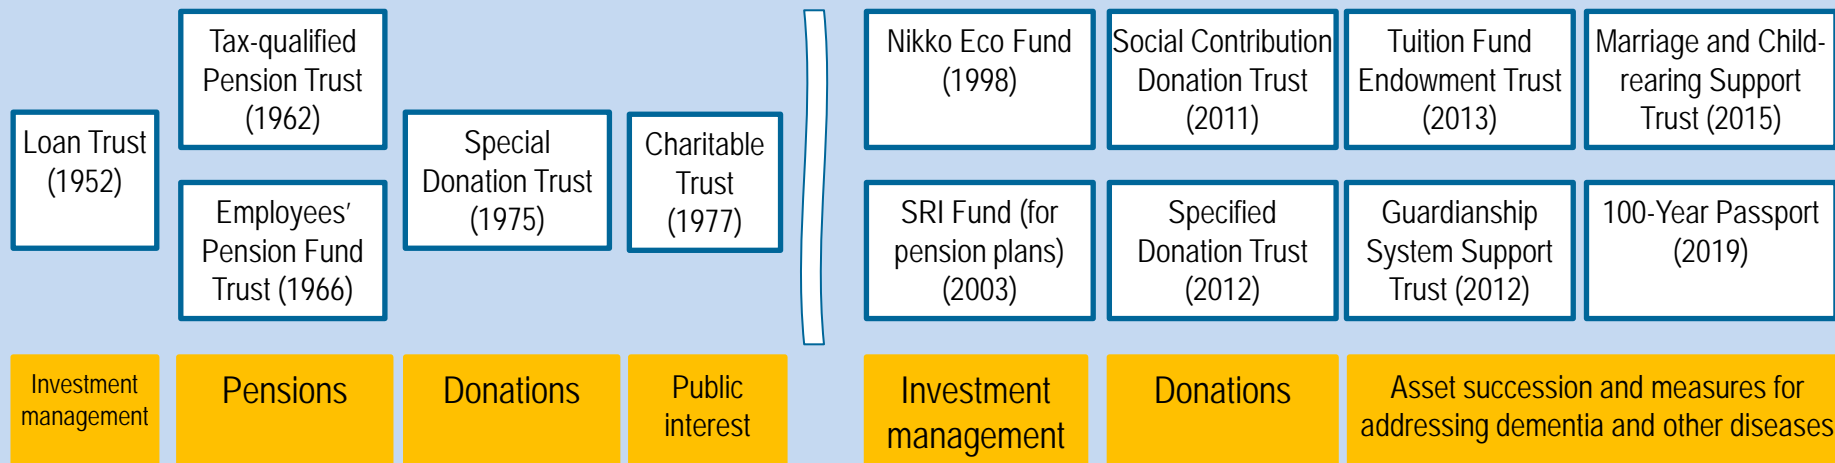 Loan Trust
(1952)
Tax-qualified
Pension Trust
(1962)
Employees’
Pension Fund
Trust (1966)
Special
Donation Trust
(1975)
Charitable
Trust
(1977)
Nikko Eco Fund
(1998)
SRI Fund (for
pension plans)
(2003)
Social Contribution
Donation Trust
(2011)
Specified
Donation Trust
(2012)
Tuition Fund
Endowment Trust
(2013)
Guardianship
System Support
Trust (2012)
Marriage and Child-
rearing Support
Trust (2015)
100-Year Passport
(2019)
Investment
management
Pensions
Donations
Public
interest
Investment
management
Donations
Asset succession and measures for
addressing dementia and other diseases